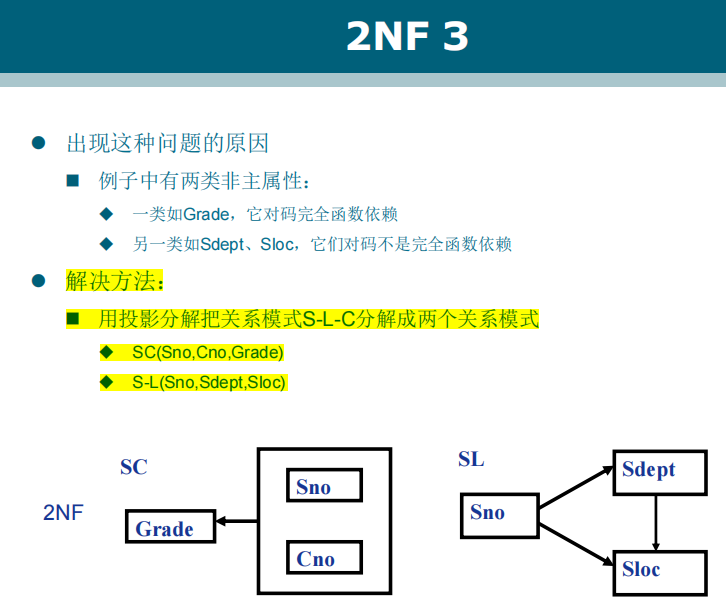 2NF 3
出现这种问题的原因
例子中有两类非主属性：
一类如Grade，它对码完全函数依赖
另一类如Sdept、Sloc，它们对码不是完全函数依赖
解决方法：
用投影分解把关系模式S-L-C分解成两个关系模式
SC(Sno,Cno,Grade)
S-L(Sno,Sdept,Sloc)
SC
Sno
Cno
Grade
2NF
SL
Sno
Sdept
Sloc